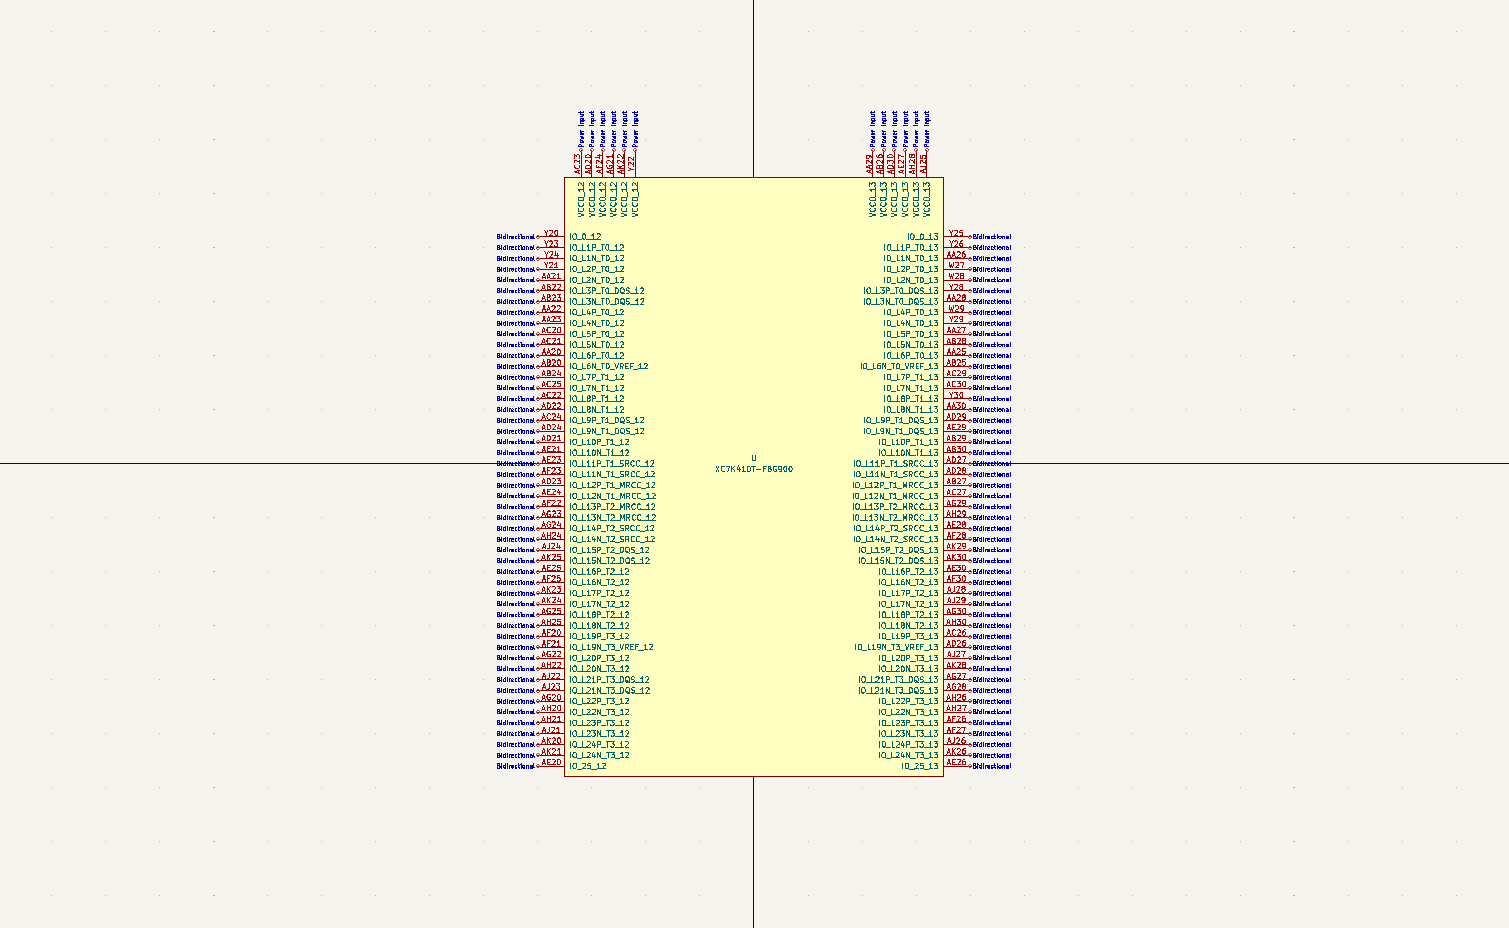 Power Input AC23 VCCO_12
Power Input AD20 VCCO_12
Power Input AF24 VCCO_12
Power Input AG21 VCCO_12
Power Input AK22 VCCO_12
Power Input Y22 VCCO_12
Power Input AA29 VCCO_13
Power Input AB26 VCCO_13
Power Input AD30 VCCO_13
Power Input AE27 VCCO_13
Power Input AH28 VCCO_13
Power Input AJ25 VCCO_13
Bidirectional Y20 IO_0_12
Bidirectional Y23 IO_L1P_T0_12
Bidirectional Y24 IO_L1N_T0_12
Bidirectional Y21 IO_L2P_T0_12
Bidirectional AA21 IO_L2N_T0_12
Bidirectional AB22 IO_L3P_T0_DQS_12
Bidirectional AB23 IO_L3N_T0_DQS_12
Bidirectional AA22 IO_L4P_T0_12
Bidirectional AA23 IO_L4N_T0_12
Bidirectional AC20 IO_L5P_T0_12
Bidirectional AC21 IO_L5N_T0_12
Bidirectional AA20 IO_L6P_T0_12
Bidirectional AB20 IO_L6N_T0_VREF_12
Bidirectional AB24 IO_L7P_T1_12
Bidirectional AC25 IO_L7N_T1_12
Bidirectional AC22 IO_L8P_T1_12
Bidirectional AD22 IO_L8N_T1_12
Bidirectional AC24 IO_L9P_T1_DQS_12
Bidirectional AD24 IO_L9N_T1_DQS_12
Bidirectional AD21 IO_L10P_T1_12
Bidirectional AE21 IO_L10N_T1_12
Bidirectional AE23 IO_L11P_T1_SRCC_12
Bidirectional AF23 IO_L11N_T1_SRCC_12
Bidirectional AD23 IO_L12P_T1_MRCC_12
Bidirectional AE24 IO_L12N_T1_MRCC_12
Bidirectional AF22 IO_L13P_T2_MRCC_12
Bidirectional AG23 IO_L13N_T2_MRCC_12
Bidirectional AG24 IO_L14P_T2_SRCC_12
Bidirectional AH24 IO_L14N_T2_SRCC_12
Bidirectional AJ24 IO_L15P_T2_DQS_12
Bidirectional AK25 IO_L15N_T2_DQS_12
Bidirectional AE25 IO_L16P_T2_12
Bidirectional AF25 IO_L16N_T2_12
Bidirectional AK23 IO_L17P_T2_12
Bidirectional AK24 IO_L17N_T2_12
Bidirectional AG25 IO_L18P_T2_12
Bidirectional AH25 IO_L18N_T2_12
Bidirectional AF20 IO_L19P_T3_12
Bidirectional AF21 IO_L19N_T3_VREF_12
Bidirectional AG22 IO_L20P_T3_12
Bidirectional AH22 IO_L20N_T3_12
Bidirectional AJ22 IO_L21P_T3_DQS_12
Bidirectional AJ23 IO_L21N_T3_DQS_12
Bidirectional AG20 IO_L22P_T3_12
Bidirectional AH20 IO_L22N_T3_12
Bidirectional AH21 IO_L23P_T3_12
Bidirectional AJ21 IO_L23N_T3_12
Bidirectional AK20 IO_L24P_T3_12
Bidirectional AK21 IO_L24N_T3_12
Bidirectional AE20 IO_25_12
U
XC7K410T-FBG900
IO_0_13 Y25 Bidirectional
IO_L1P_T0_13 Y26 Bidirectional
IO_L1N_T0_13 AA26 Bidirectional
IO_L2P_T0_13 W27 Bidirectional
IO_L2N_T0_13 W28 Bidirectional
IO_L3P_T0_DQS_13 Y28 Bidirectional
IO_L3N_T0_DQS_13 AA28 Bidirectional
IO_L4P_T0_13 W29 Bidirectional
IO_L4N_T0_13 Y29 Bidirectional
IO_L5P_T0_13 AA27 Bidirectional
IO_L5N_T0_13 AB28 Bidirectional
IO_L6P_T0_13 AA25 Bidirectional
IO_L6N_T0_VREF_13 AB25 Bidirectional
IO_L7P_T1_13 AC29 Bidirectional
IO_L7N_T1_13 AC30 Bidirectional
IO_L8P_T1_13 Y30 Bidirectional
IO_L8N_T1_13 AA30 Bidirectional
IO_L9P_T1_DQS_13 AD29 Bidirectional
IO_L9N_T1_DQS_13 AE29 Bidirectional
IO_L10P_T1_13 AB29 Bidirectional
IO_L10N_T1_13 AB30 Bidirectional
IO_L11P_T1_SRCC_13 AD27 Bidirectional
IO_L11N_T1_SRCC_13 AD28 Bidirectional
IO_L12P_T1_MRCC_13 AB27 Bidirectional
IO_L12N_T1_MRCC_13 AC27 Bidirectional
IO_L13P_T2_MRCC_13 AG29 Bidirectional
IO_L13N_T2_MRCC_13 AH29 Bidirectional
IO_L14P_T2_SRCC_13 AE28 Bidirectional
IO_L14N_T2_SRCC_13 AF28 Bidirectional
IO_L15P_T2_DQS_13 AK29 Bidirectional
IO_L15N_T2_DQS_13 AK30 Bidirectional
IO_L16P_T2_13 AE30 Bidirectional
IO_L16N_T2_13 AF30 Bidirectional
IO_L17P_T2_13 AJ28 Bidirectional
IO_L17N_T2_13 AJ29 Bidirectional
IO_L18P_T2_13 AG30 Bidirectional
IO_L18N_T2_13 AH30 Bidirectional
IO_L19P_T3_13 AC26 Bidirectional
IO_L19N_T3_VREF_13 AD26 Bidirectional
IO_L20P_T3_13 AJ27 Bidirectional
IO_L20N_T3_13 AK28 Bidirectional
IO_L21P_T3_DQS_13 AG27 Bidirectional
IO_L21N_T3_DQS_13 AG28 Bidirectional
IO_L22P_T3_13 AH26 Bidirectional
IO_L22N_T3_13 AH27 Bidirectional
IO_L23P_T3_13 AF26 Bidirectional
IO_L23N_T3_13 AF27 Bidirectional
IO_L24P_T3_13 AJ26 Bidirectional
IO_L24N_T3_13 AK26 Bidirectional
IO_25_13 AE26 Bidirectional